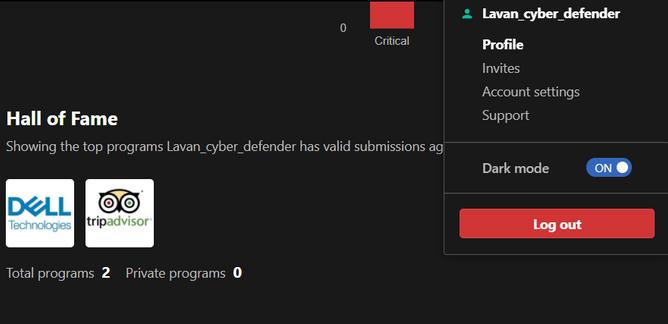 0
Critical
Hall of Fame
Showing the top programs Lavan_cyber_defender has valid submissions ag
DELL
Technologies
tripadvisor®
Total programs 2 Private programs 0
Lavan_cyber_defender
Profile
Invites
Account settings
Support
Dark mode ON
Log out